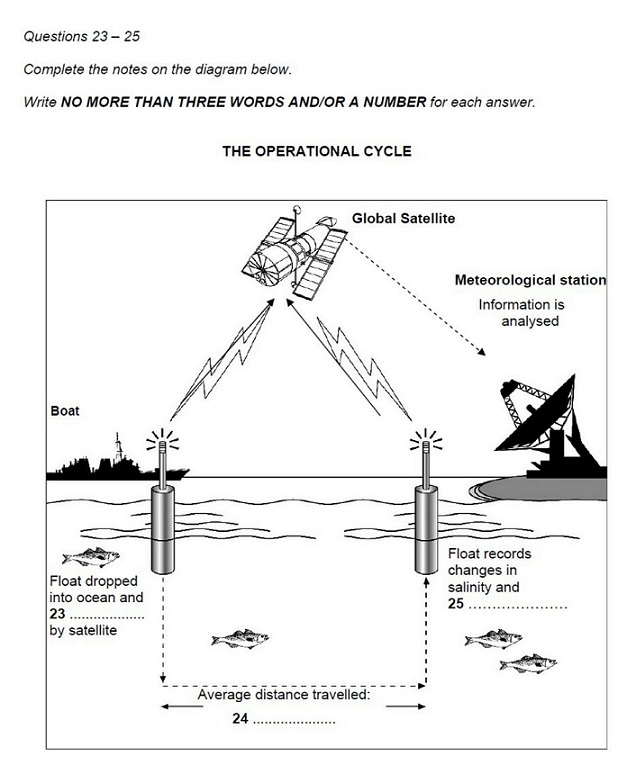 Questions 23 – 25
Complete the notes on the diagram below.
Write NO MORE THAN THREE WORDS AND/OR A NUMBER for each answer.
THE OPERATIONAL CYCLE
Global Satellite
Meteorological station
Information is
analysed
Boat
Float dropped
into ocean and
23 ...................
by satellite
Float records
changes in
salinity and
25 .........................
Average distance travelled:
24 .....................